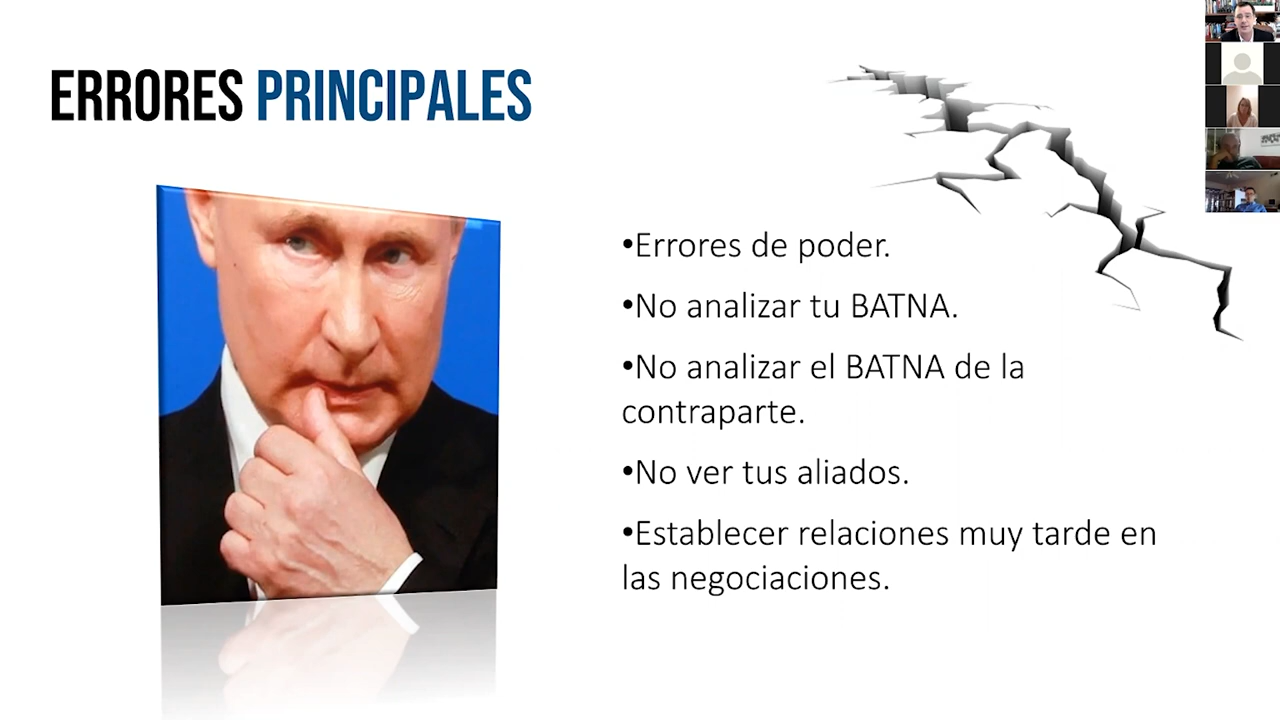 ERRORES PRINCIPALES
•Errores de poder.
•No analizar tu BATNA.
•No analizar el BATNA de la
contraparte.
•No ver tus aliados.
•Establecer relaciones muy tarde en
las negociaciones.